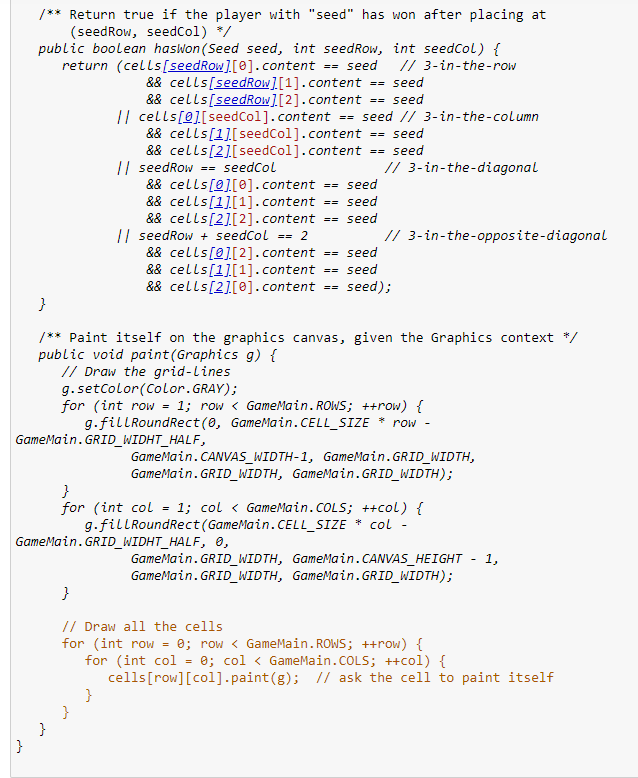 /** Return true if the player with "seed" has won after placing at
(seedRow, seedCol) */
public boolean hasWon(Seed seed, int seedRow, int seedCol) {
return (cells[seedRow][0].content == seed // 3-in-the-row
&& cells[seedRow][1].content == seed
&& cells[seedRow][2].content == seed
|| cells[0][seedCol].content == seed // 3-in-the-column
&& cells[1][seedCol].content == seed
&& cells[2][seedCol].content == seed
|| seedRow == seedCol // 3-in-the-diagonal
&& cells[0][0].content == seed
&& cells[1][1].content == seed
&& cells[2][2].content == seed
|| seedRow + seedCol == 2 // 3-in-the-opposite-diagonal
&& cells[0][2].content == seed
&& cells[1][1].content == seed
&& cells[2][0].content == seed);
}
/** Paint itself on the graphics canvas, given the Graphics context */
public void paint(Graphics g) {
// Draw the grid-lines
g.setColor(Color.GRAY);
for (int row = 1; row < GameMain.ROWS; ++row) {
g.fillRoundRect(0, GameMain.CELL_SIZE * row -
GameMain.GRID_WIDHT_HALF,
GameMain.CANVAS_WIDTH-1, GameMain.GRID_WIDTH,
GameMain.GRID_WIDTH, GameMain.GRID_WIDTH);
}
for (int col = 1; col < GameMain.COLS; ++col) {
g.fillRoundRect(GameMain.CELL_SIZE * col -
GameMain.GRID_WIDHT_HALF, 0,
GameMain.GRID_WIDTH, GameMain.CANVAS_HEIGHT - 1,
GameMain.GRID_WIDTH, GameMain.GRID_WIDTH);
}
// Draw all the cells
for (int row = 0; row < GameMain.ROWS; ++row) {
for (int col = 0; col < GameMain.COLS; ++col) {
cells[row][col].paint(g); // ask the cell to paint itself
}
}
}
}